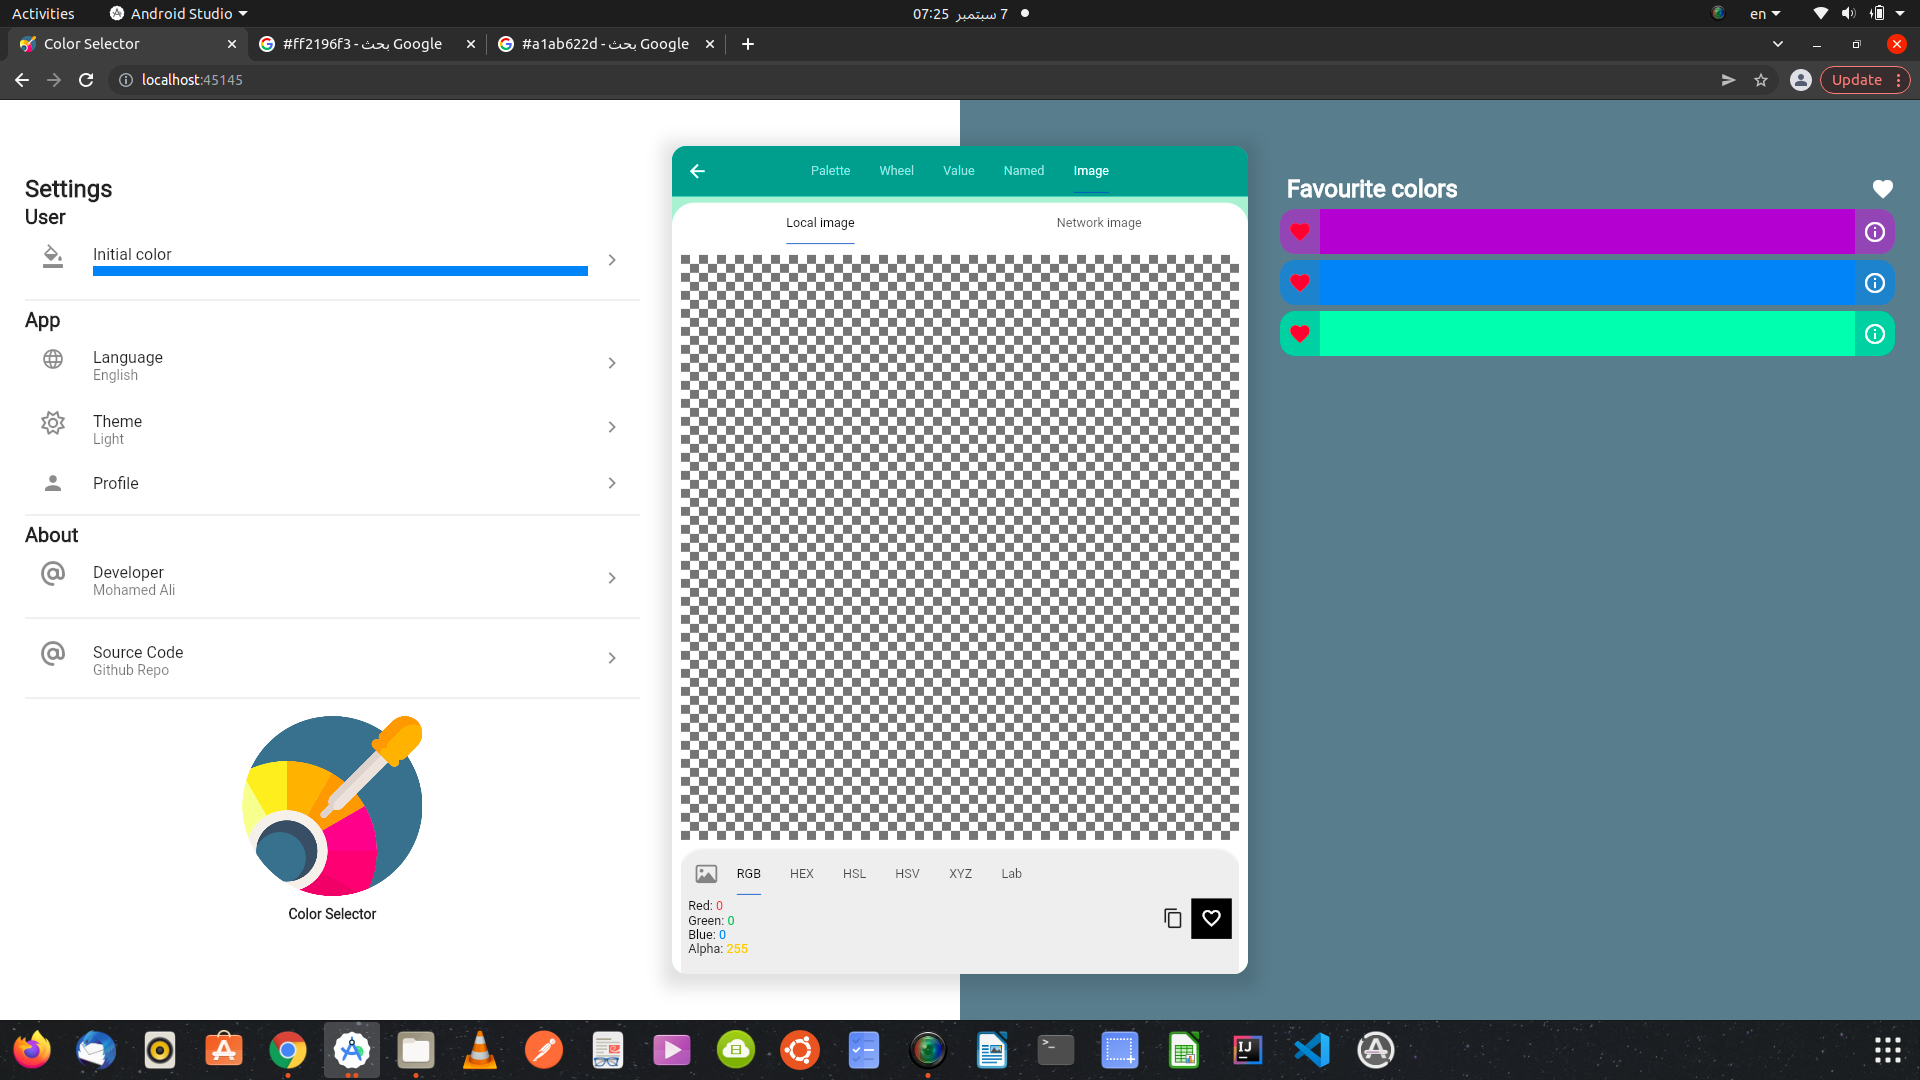 Activities
Android Studio
07:25 7 سبتمبر
en
Color Selector
#ff2196f3 - بحث Google
#a1ab622d - بحث Google
localhost:45145
Update
Settings
User
Initial color
App
Language
English
Theme
Light
Profile
About
Developer
Mohamed Ali
Source Code
Github Repo
Color Selector
Palette
Wheel
Value
Named
Image
Local image
Network image
RGB
HEX
HSL
HSV
XYZ
Lab
Red: 0
Green: 0
Blue: 0
Alpha: 255
Favourite colors
IJ